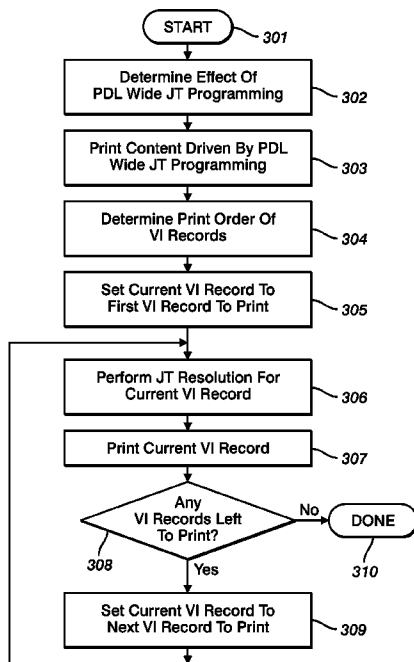 START
301
Determine Effect Of
PDL Wide JT Programming
302
Print Content Driven By PDL
Wide JT Programming
303
Determine Print Order Of
VI Records
304
Set Current VI Record To
First VI Record To Print
305
Perform JT Resolution For
Current VI Record
306
Print Current VI Record
307
Any
VI Records Left
To Print?
308
No
DONE
310
Yes
Set Current VI Record To
Next VI Record To Print
309